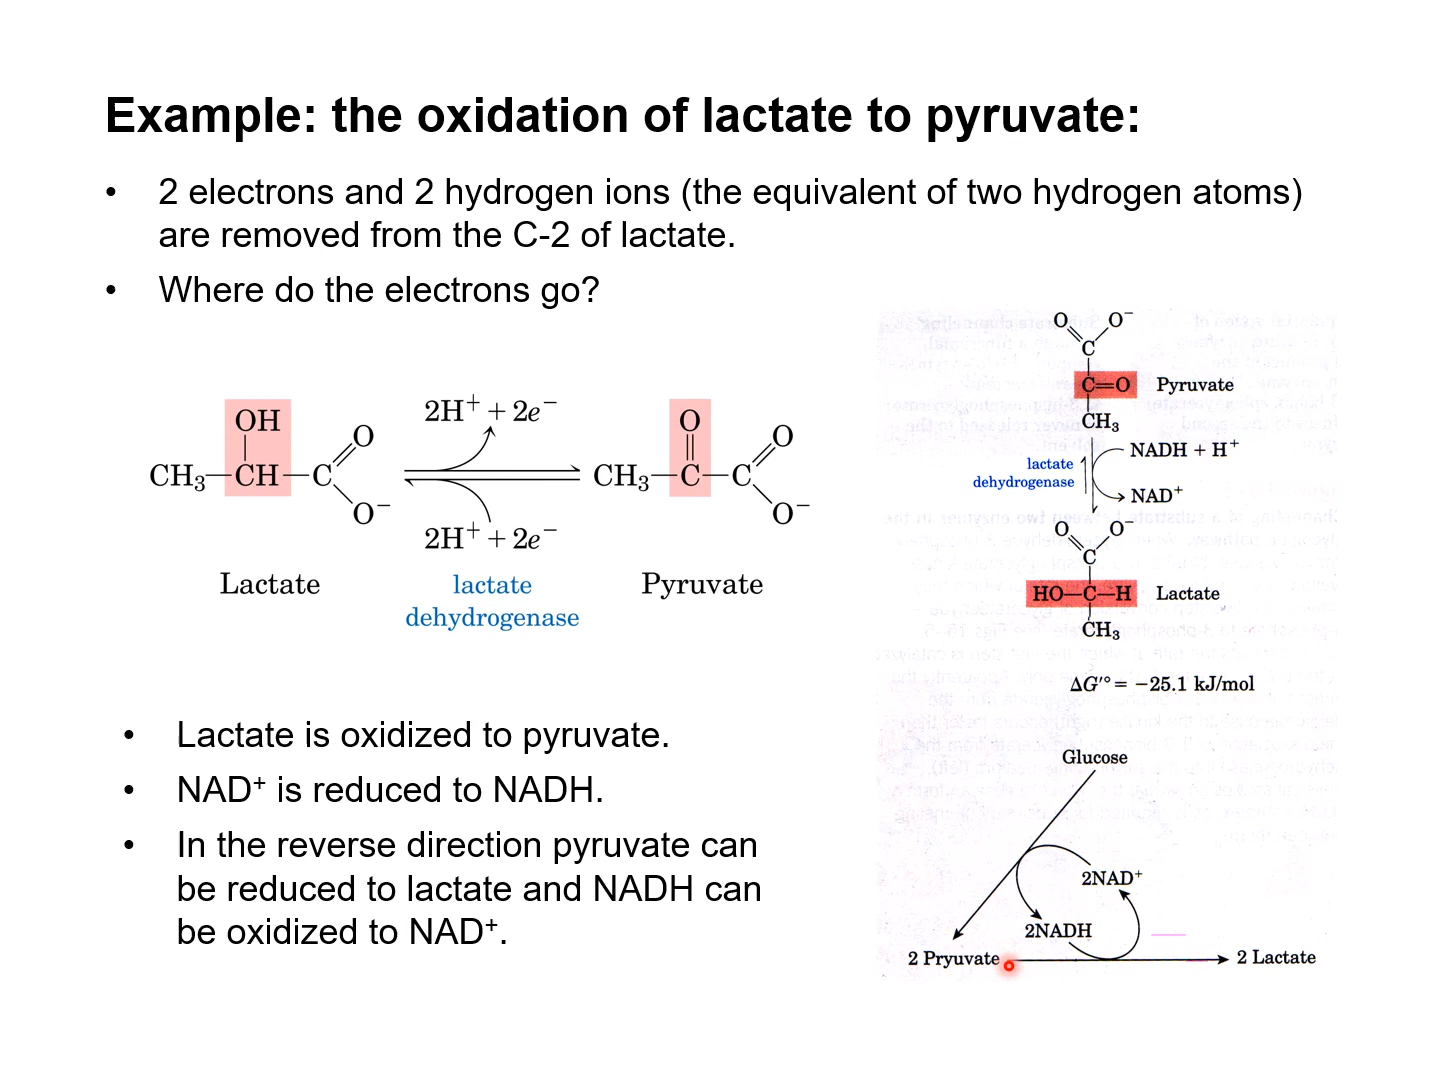 Example: the oxidation of lactate to pyruvate:
• 2 electrons and 2 hydrogen ions (the equivalent of two hydrogen atoms)
are removed from the C-2 of lactate.
• Where do the electrons go?
OH
CH₃—CH—C
O
O⁻
Lactate
2H⁺ + 2e⁻
2H⁺ + 2e⁻
lactate
dehydrogenase
O
CH₃—C—C
O
O⁻
Pyruvate
O O⁻
C
C=O Pyruvate
CH₃
NADH + H⁺
lactate
dehydrogenase
NAD⁺
O O⁻
C
HO—C—H Lactate
CH₃
ΔG′° = −25.1 kJ/mol
• Lactate is oxidized to pyruvate.
• NAD⁺ is reduced to NADH.
• In the reverse direction pyruvate can
be reduced to lactate and NADH can
be oxidized to NAD⁺.
Glucose
2NAD⁺
2NADH
2 Pryuvate
2 Lactate